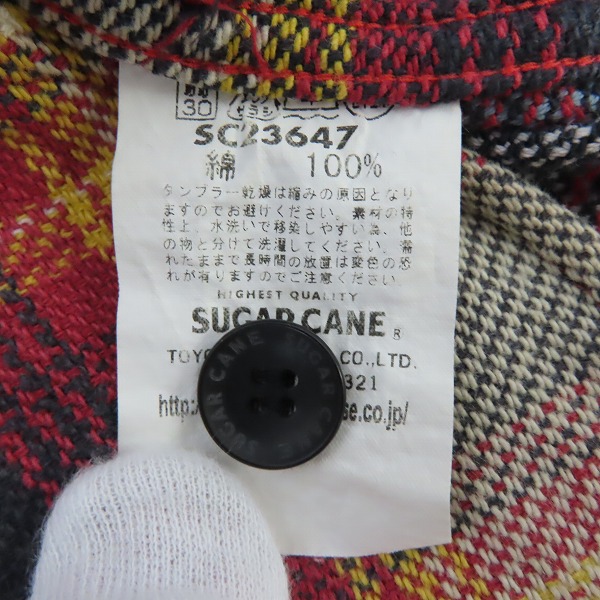 30
SC23647
綿 100%
タンブラー乾燥は縮みの原因となり
ますのでお避けください。素材の特
性上、水洗いで移染しやすい為、他
の物と分けて洗濯してください。濡
れたままで長時間の放置は変色の恐
れが有りますのでご注意ください。
HIGHEST QUALITY
SUGAR CANE ®
CO.,LTD.
321
http://
se.co.jp/
SUGAR CANE SUGAR CANE